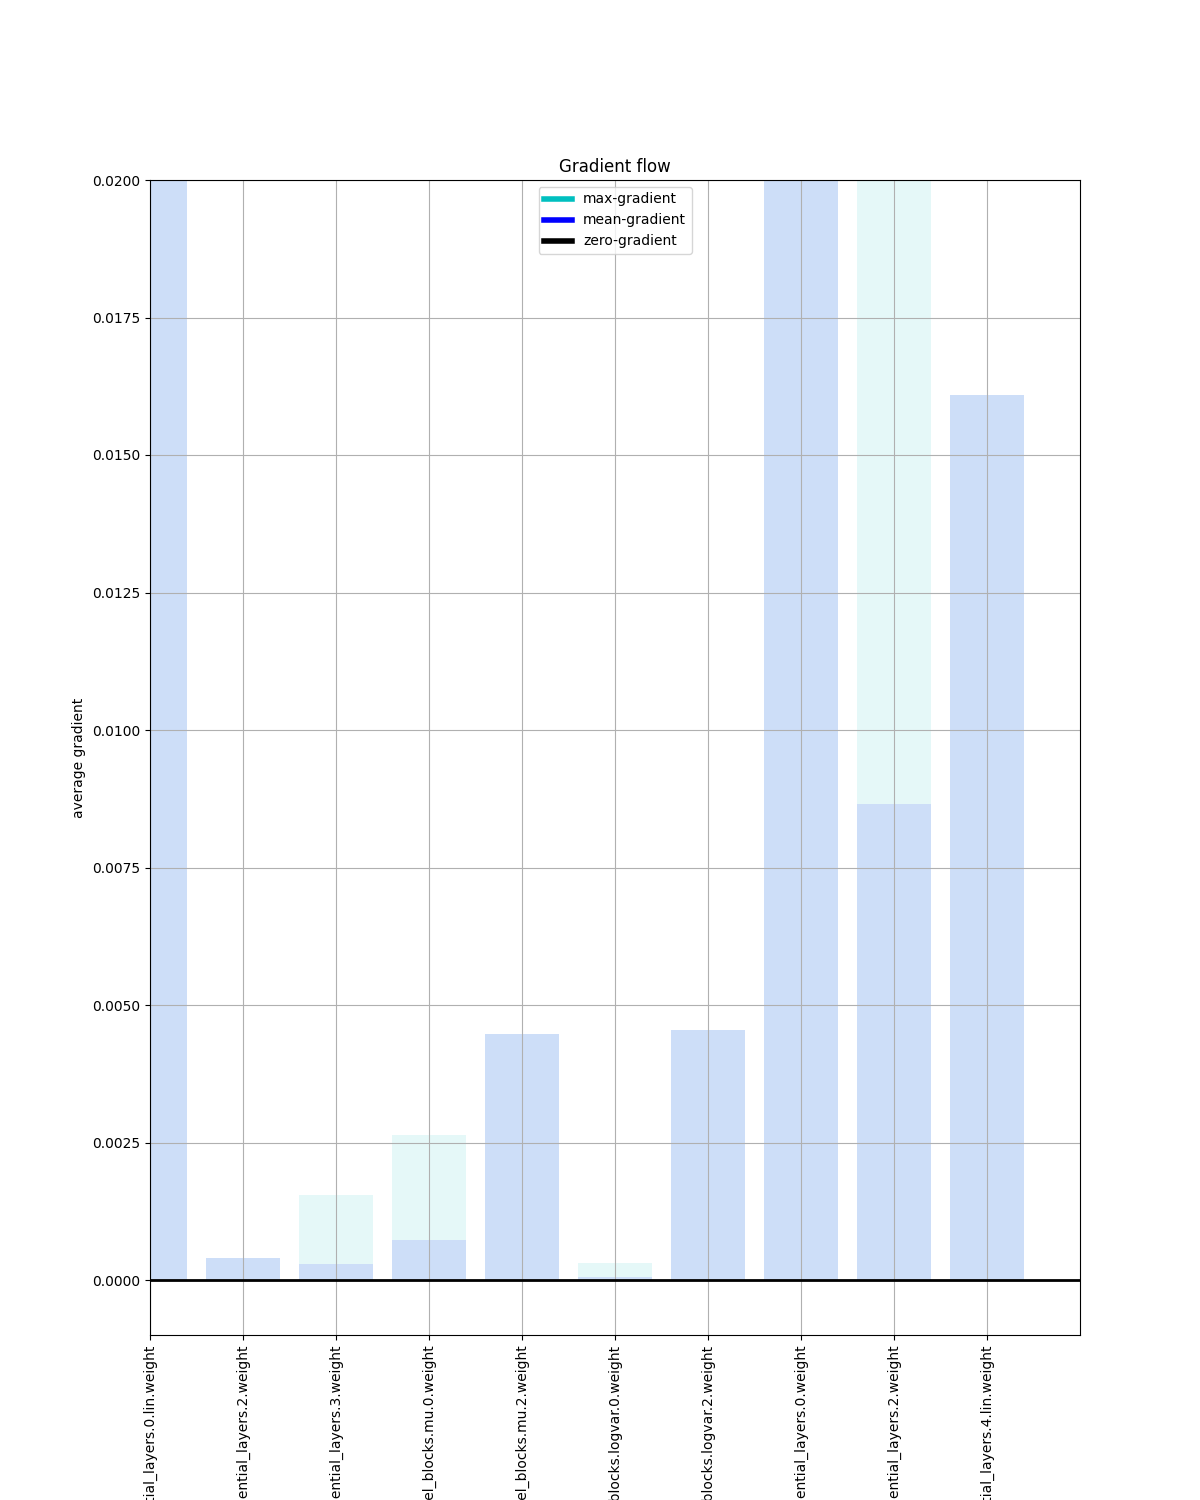 Gradient flow
max-gradient
mean-gradient
zero-gradient
0.0200
0.0175
0.0150
0.0125
0.0100
0.0075
0.0050
0.0025
0.0000
average gradient
tial_layers.0.lin.weight
ential_layers.2.weight
ential_layers.3.weight
el_blocks.mu.0.weight
el_blocks.mu.2.weight
blocks.logvar.0.weight
blocks.logvar.2.weight
ential_layers.0.weight
ential_layers.2.weight
tial_layers.4.lin.weight